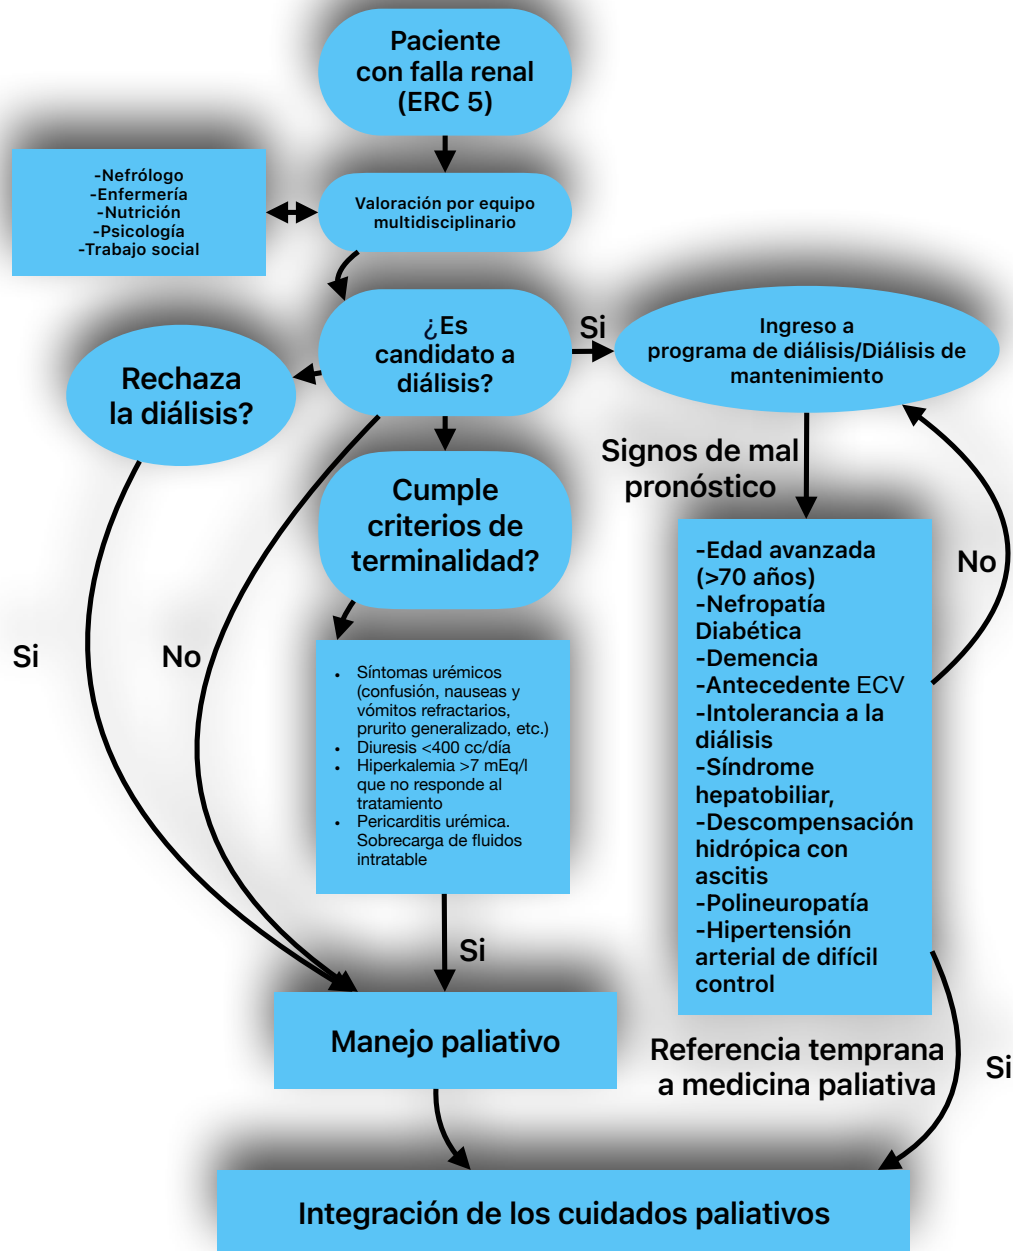 Paciente
con falla renal
(ERC 5)
-Nefrólogo
-Enfermería
-Nutrición
-Psicología
-Trabajo social
Valoración por equipo
multidisciplinario
¿Es
candidato a
diálisis?
Si
Ingreso a
programa de diálisis/Diálisis de
mantenimiento
Rechaza
la diálisis?
Signos de mal
pronóstico
Cumple
criterios de
terminalidad?
-Edad avanzada
(>70 años)
-Nefropatía
Diabética
-Demencia
-Antecedente ECV
-Intolerancia a la
diálisis
-Síndrome
hepatobiliar,
-Descompensación
hidrópica con
ascitis
-Polineuropatía
-Hipertensión
arterial de difícil
control
No
Si
No
• Síntomas urémicos
(confusión, nauseas y
vómitos refractarios,
prurito generalizado, etc.)
• Diuresis <400 cc/día
• Hiperkalemia >7 mEq/l
que no responde al
tratamiento
• Pericarditis urémica.
Sobrecarga de fluidos
intratable
Si
Manejo paliativo
Referencia temprana
a medicina paliativa
Si
Integración de los cuidados paliativos